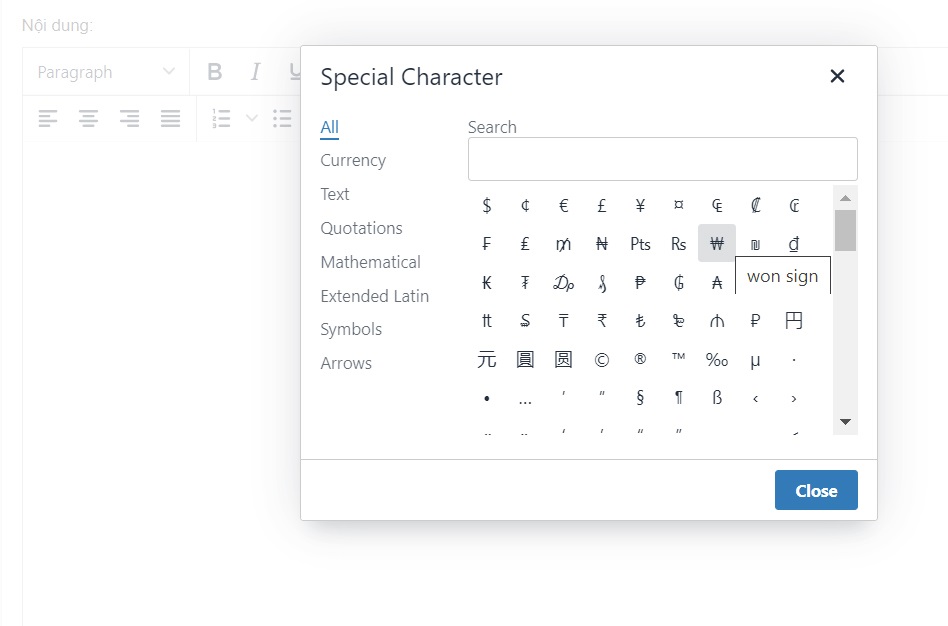 Nội dung:
Paragraph
B I U
Special Character
All
Currency
Text
Quotations
Mathematical
Extended Latin
Symbols
Arrows
Search
$ ¢ € £ ¥ ¤ ₠ ₡ ₢
₣ ₤ ₥ ₦ Pts Rs ₩ ₪ ₫
won sign
₭ ₮ ₯ ₰ ₱ ₲ ₳
₶ ₷ ₸ ₹ ₺ ₻ ₼ ₽ 円
元 圓 圆 © ® ™ ‰ µ ·
• … ′ ″ § ¶ ß ‹ ›
Close